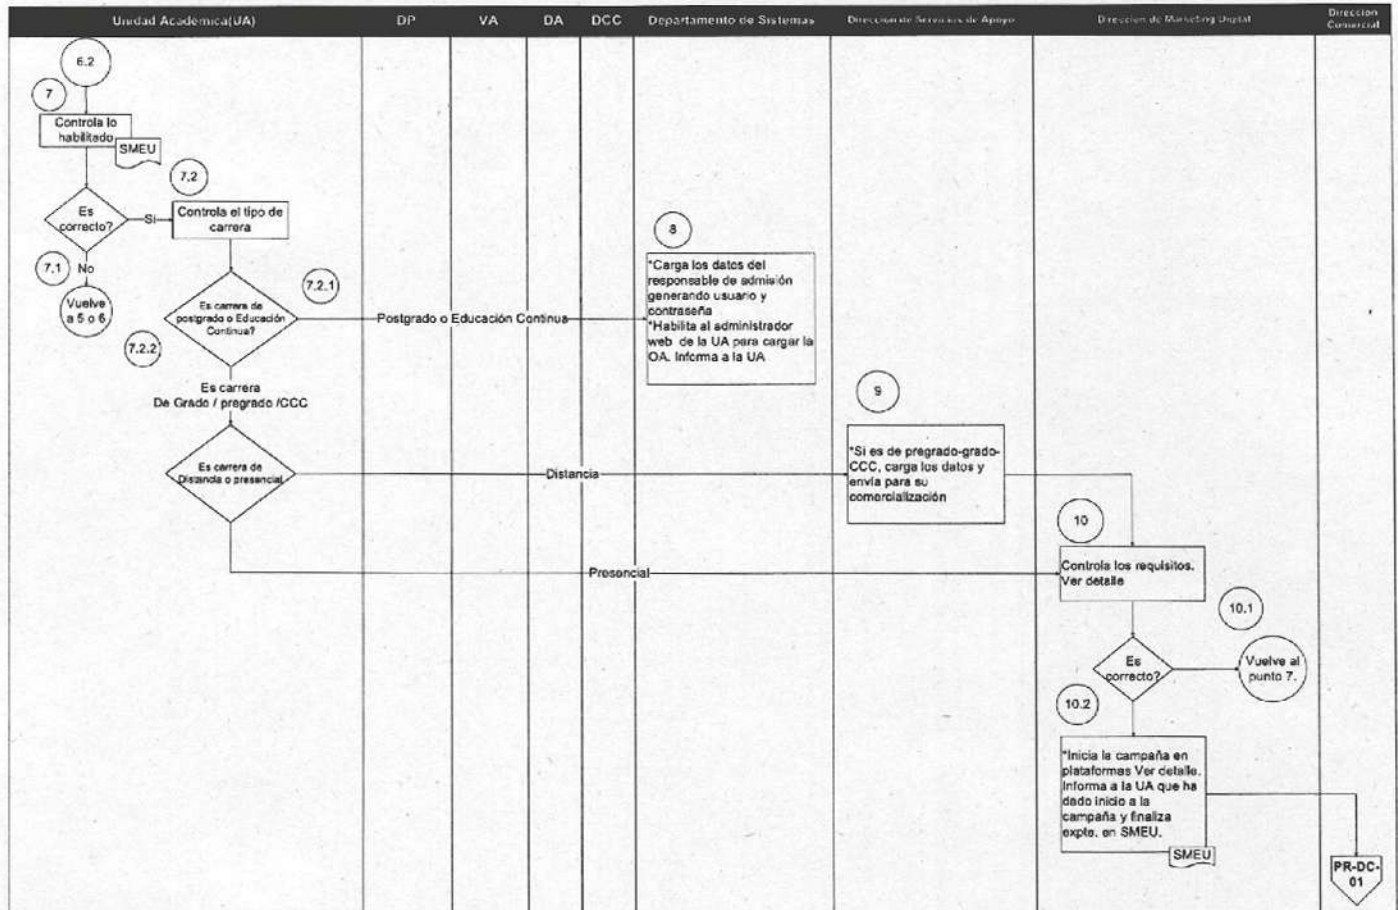 Unidad Académica(UA)
DP
VA
DA
DCC
Departamento de Sistemas
Direccion de Servicios de Apoyo
Direccion de Marketing Digital
Direccion
Comercial
6.2
7
Controla lo
habilitado
SMEU
7.2
Es
correcto?
Si
Controla el tipo de
carrera
7.1
No
Vuelve
a 5 o 6
7.2.1
Es carrera de
postgrado o Educación
Continua?
7.2.2
Postgrado o Educación Continua
8
*Carga los datos del
responsable de admisión
generando usuario y
contraseña
*Habilita al administrador
web de la UA para cargar la
OA. Informa a la UA
Es carrera
De Grado / pregrado /CCC
9
Es carrera de
Distancia o presencial
Distancia
*Si es de pregrado-grado-
CCC, carga los datos y
envía para su
comercialización
10
Presencial
Controla los requisitos.
Ver detalle
10.1
Es
correcto?
Vuelve al
punto 7.
10.2
*Inicia la campaña en
plataformas Ver detalle.
Informa a la UA que ha
dado inicio a la
campaña y finaliza
expte. en SMEU.
SMEU
PR-DC-
01